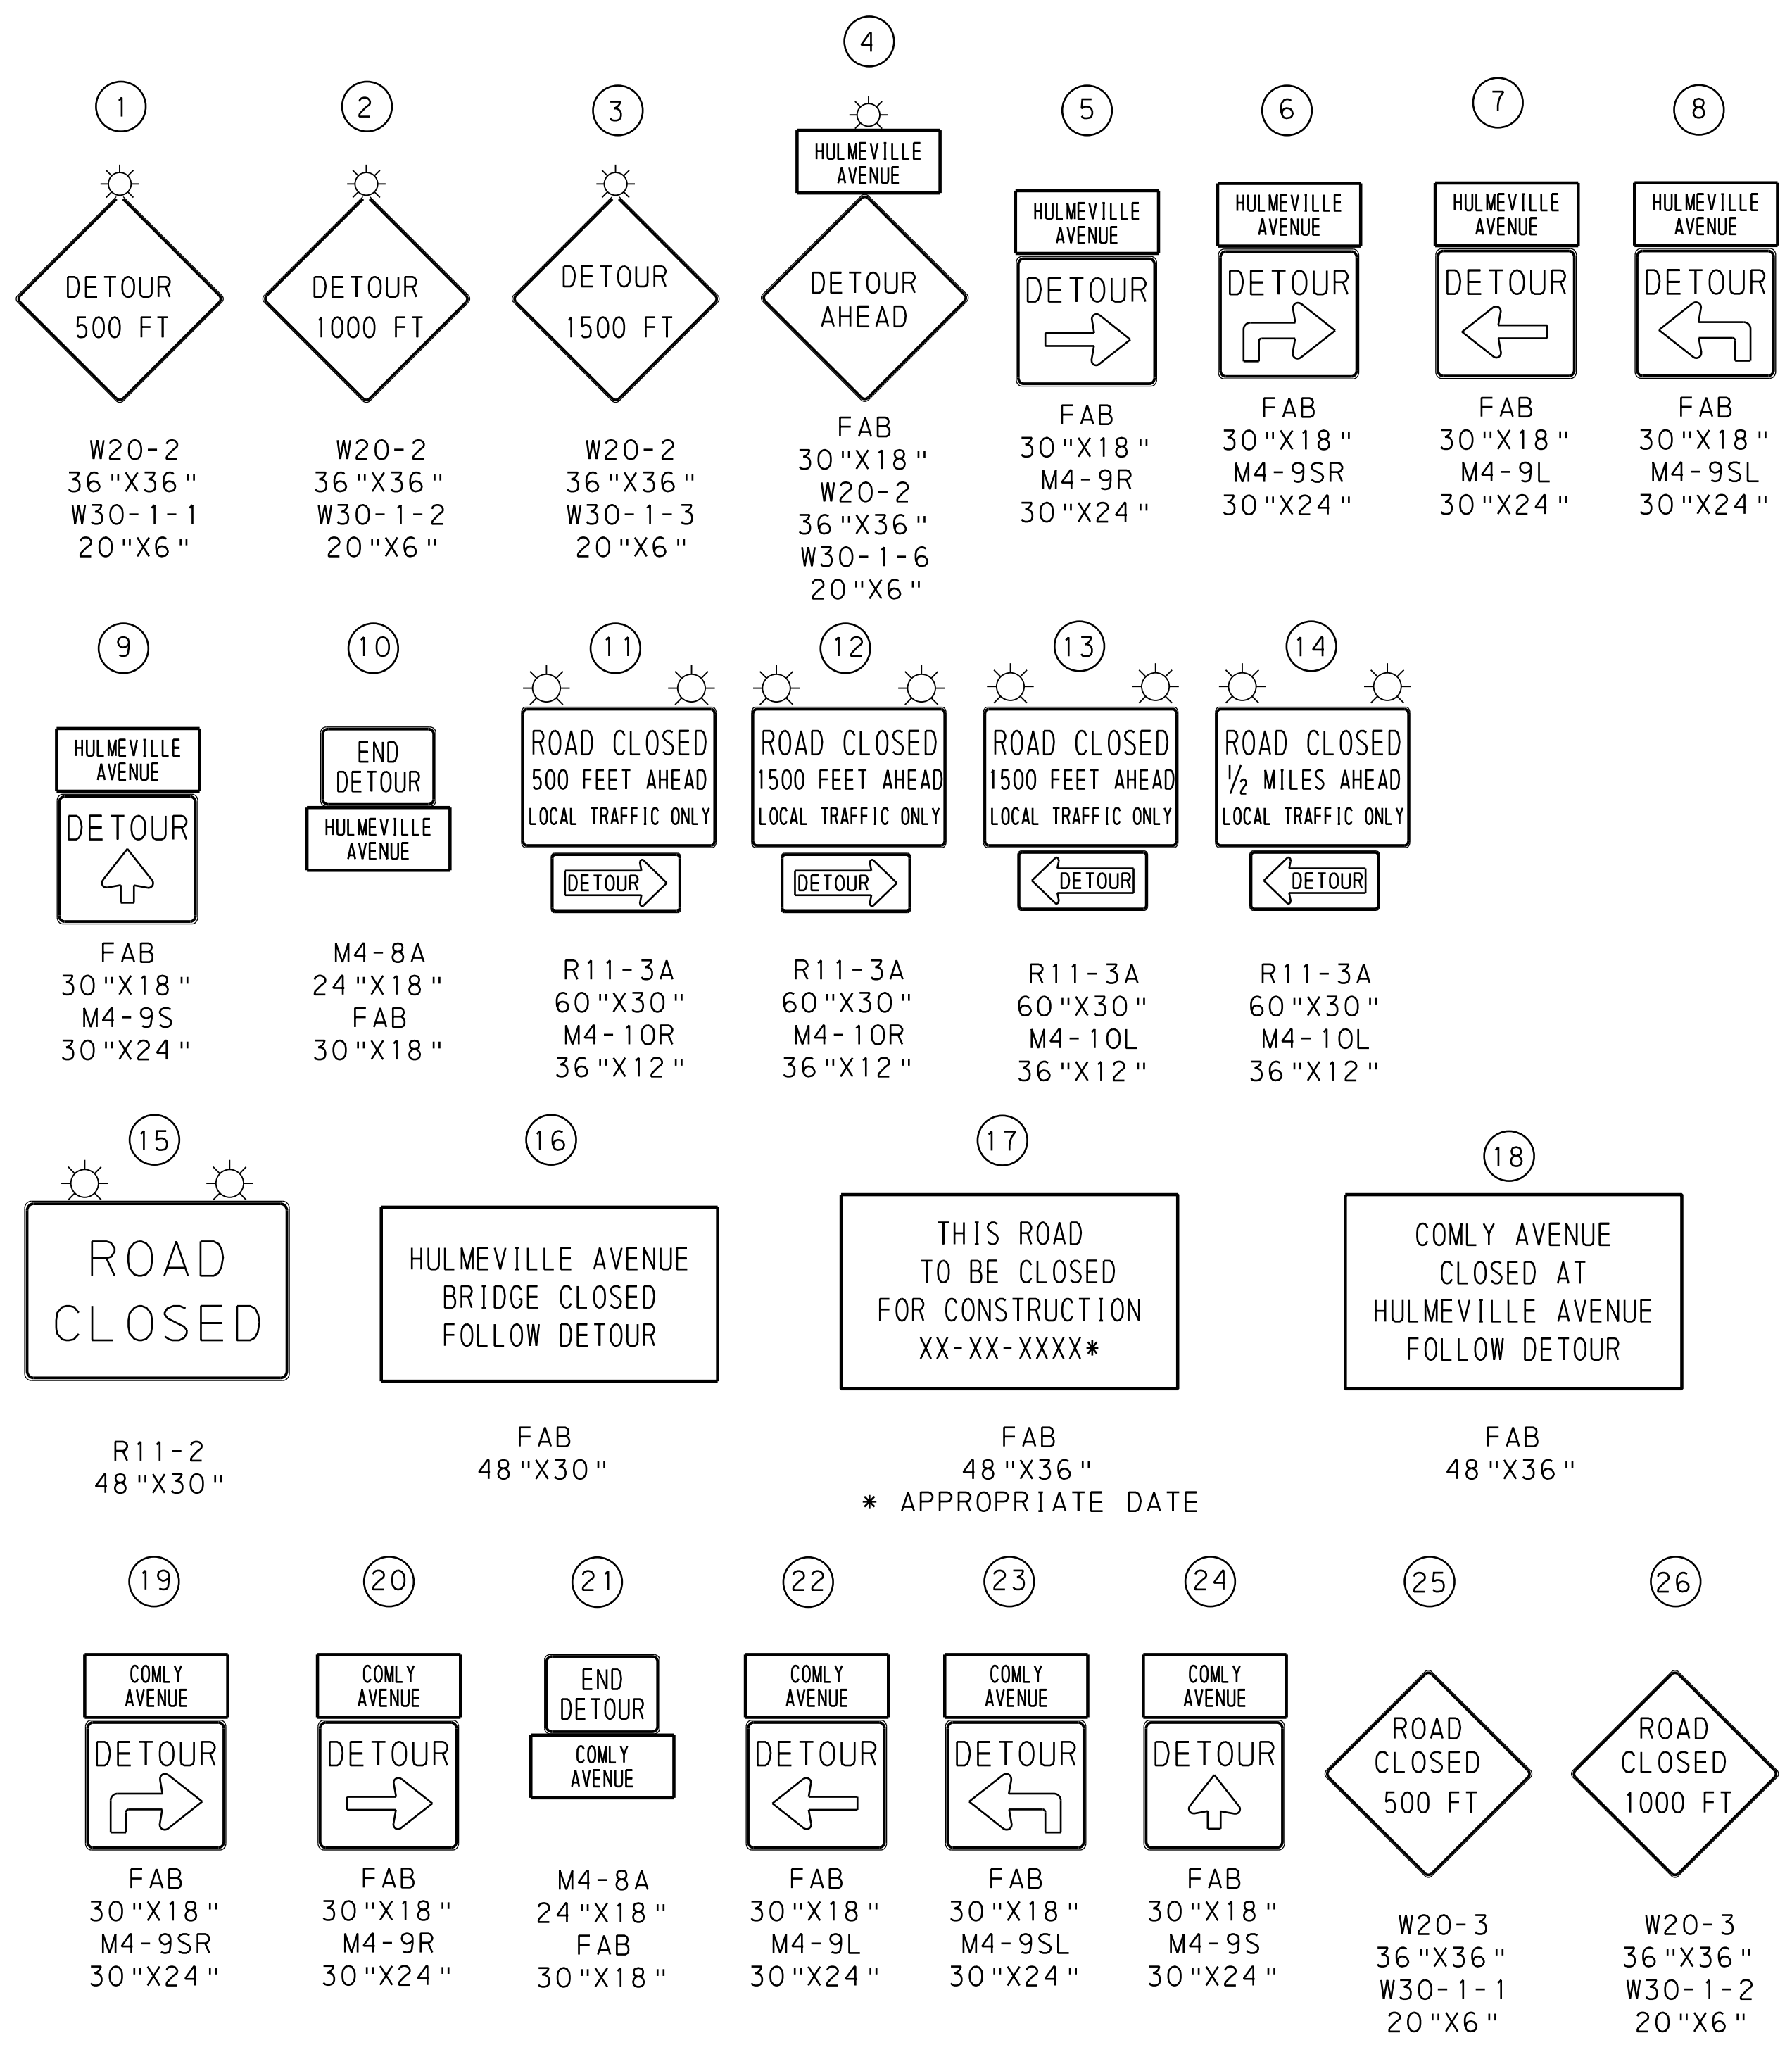 1
DETOUR
500 FT
W20-2
36"X36"
W30-1-1
20"X6"
2
DETOUR
1000 FT
W20-2
36"X36"
W30-1-2
20"X6"
3
DETOUR
1500 FT
W20-2
36"X36"
W30-1-3
20"X6"
4
HULMEVILLE
AVENUE
DETOUR
AHEAD
FAB
30"X18"
W20-2
36"X36"
W30-1-6
20"X6"
5
HULMEVILLE
AVENUE
DETOUR
FAB
30"X18"
M4-9R
30"X24"
6
HULMEVILLE
AVENUE
DETOUR
FAB
30"X18"
M4-9SR
30"X24"
7
HULMEVILLE
AVENUE
DETOUR
FAB
30"X18"
M4-9L
30"X24"
8
HULMEVILLE
AVENUE
DETOUR
FAB
30"X18"
M4-9SL
30"X24"
9
HULMEVILLE
AVENUE
DETOUR
FAB
30"X18"
M4-9S
30"X24"
10
END
DETOUR
HULMEVILLE
AVENUE
M4-8A
24"X18"
FAB
30"X18"
11
ROAD CLOSED
500 FEET AHEAD
LOCAL TRAFFIC ONLY
DETOUR
R11-3A
60"X30"
M4-10R
36"X12"
12
ROAD CLOSED
1500 FEET AHEAD
LOCAL TRAFFIC ONLY
DETOUR
R11-3A
60"X30"
M4-10R
36"X12"
13
ROAD CLOSED
1500 FEET AHEAD
LOCAL TRAFFIC ONLY
DETOUR
R11-3A
60"X30"
M4-10L
36"X12"
14
ROAD CLOSED
1/2 MILES AHEAD
LOCAL TRAFFIC ONLY
DETOUR
R11-3A
60"X30"
M4-10L
36"X12"
15
ROAD
CLOSED
R11-2
48"X30"
16
HULMEVILLE AVENUE
BRIDGE CLOSED
FOLLOW DETOUR
FAB
48"X30"
17
THIS ROAD
TO BE CLOSED
FOR CONSTRUCTION
XX-XX-XXXX*
FAB
48"X36"
* APPROPRIATE DATE
18
COMLY AVENUE
CLOSED AT
HULMEVILLE AVENUE
FOLLOW DETOUR
FAB
48"X36"
19
COMLY
AVENUE
DETOUR
FAB
30"X18"
M4-9SR
30"X24"
20
COMLY
AVENUE
DETOUR
FAB
30"X18"
M4-9R
30"X24"
21
END
DETOUR
COMLY
AVENUE
M4-8A
24"X18"
FAB
30"X18"
22
COMLY
AVENUE
DETOUR
FAB
30"X18"
M4-9L
30"X24"
23
COMLY
AVENUE
DETOUR
FAB
30"X18"
M4-9SL
30"X24"
24
COMLY
AVENUE
DETOUR
FAB
30"X18"
M4-9S
30"X24"
25
ROAD
CLOSED
500 FT
W20-3
36"X36"
W30-1-1
20"X6"
26
ROAD
CLOSED
1000 FT
W20-3
36"X36"
W30-1-2
20"X6"